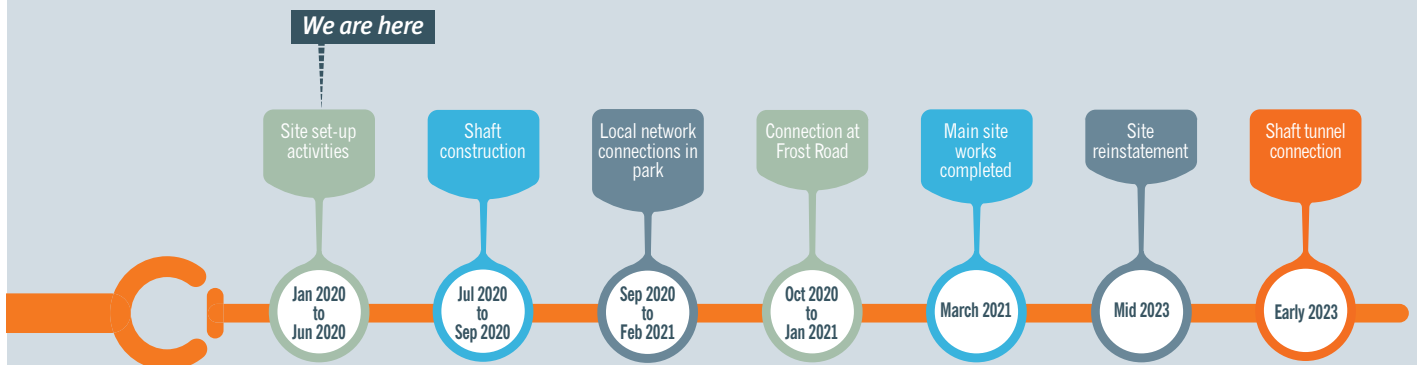 We are here
Site set-up
activities
Shaft
construction
Local network
connections in
park
Connection at
Frost Road
Main site
works
completed
Site
reinstatement
Shaft tunnel
connection
Jan 2020
to
Jun 2020
Jul 2020
to
Sep 2020
Sep 2020
to
Feb 2021
Oct 2020
to
Jan 2021
March 2021
Mid 2023
Early 2023